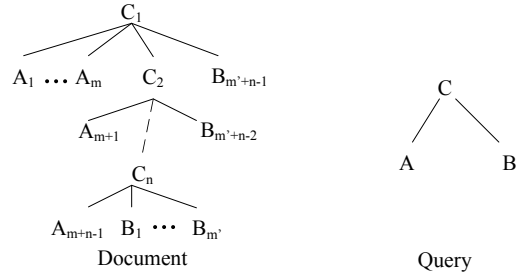 C₁
A₁ ••• Aₘ C₂ Bₘ'₊ₙ₋₁
Aₘ₊₁ Bₘ'₊ₙ₋₂
C
A B
Cₙ
Aₘ₊ₙ₋₁ B₁ ••• Bₘ'
Document Query